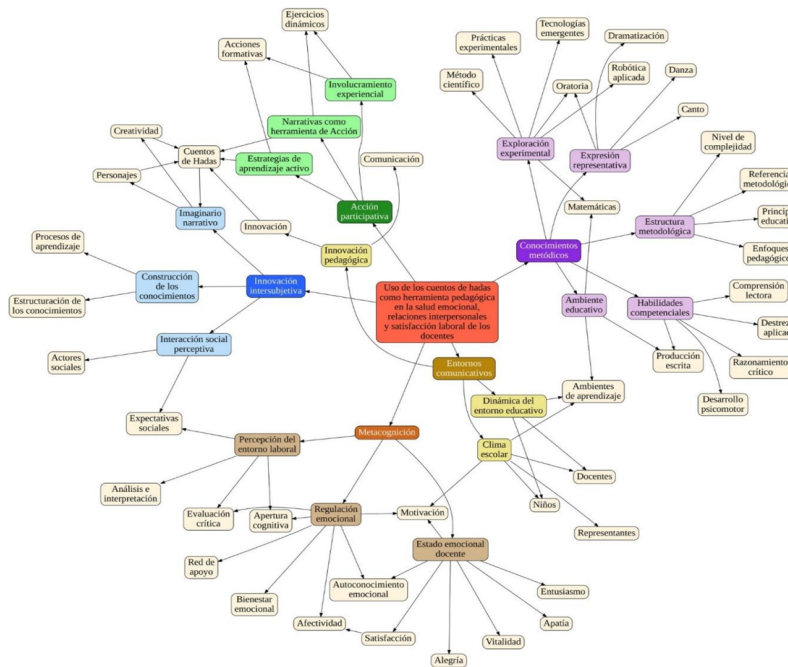 Ejercicios
dinámicos
Acciones
formativas
Involucramiento
experiencial
Narrativas como
herramienta de Acción
Creatividad
Cuentos
de Hadas
Estrategias de
aprendizaje activo
Comunicación
Personajes
Imaginario
narrativo
Acción
participativa
Innovación
Innovación
pedagógica
Procesos de
aprendizaje
Construcción
de los
conocimientos
Innovación
intersubjetiva
Estructuración de
los conocimientos
Interacción social
perceptiva
Actores
sociales
Expectativas
sociales
Uso de los cuentos de hadas
como herramienta pedagógica
en la salud emocional,
relaciones interpersonales
y satisfacción laboral de los
docentes
Tecnologías
emergentes
Prácticas
experimentales
Dramatización
Método
científico
Oratoria
Robótica
aplicada
Danza
Canto
Exploración
experimental
Expresión
representativa
Nivel de
complejidad
Matemáticas
Estructura
metodológica
Conocimientos
metódicos
Enfoques
Ambiente
educativo
Habilidades
competenciales
Comprensión
lectora
Producción
escrita
Razonamiento
crítico
Desarrollo
psicomotor
Entornos
comunicativos
Dinámica del
entorno educativo
Ambientes
de aprendizaje
Clima
escolar
Docentes
Niños
Representantes
Metacognición
Percepción del
entorno laboral
Análisis e
interpretación
Evaluación
crítica
Apertura
cognitiva
Regulación
emocional
Motivación
Estado emocional
docente
Red de
apoyo
Bienestar
emocional
Autoconocimiento
emocional
Afectividad
Satisfacción
Alegría
Vitalidad
Apatía
Entusiasmo